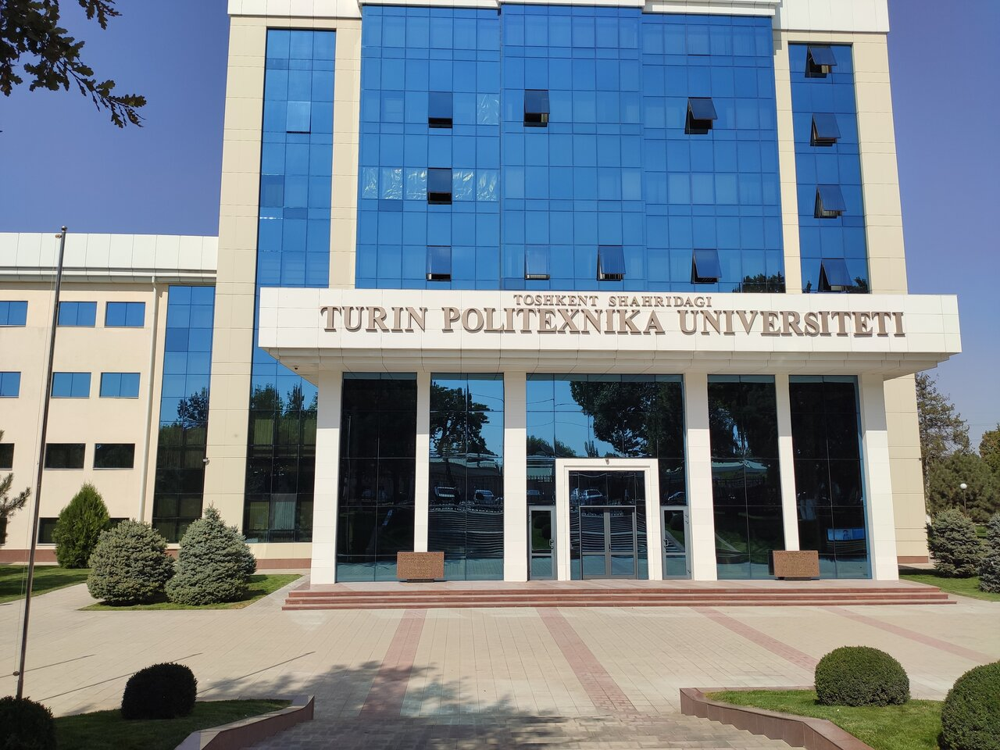 TOSHKENT SHAHRIDAGI
TURIN POLITEXNIKA UNIVERSITETI